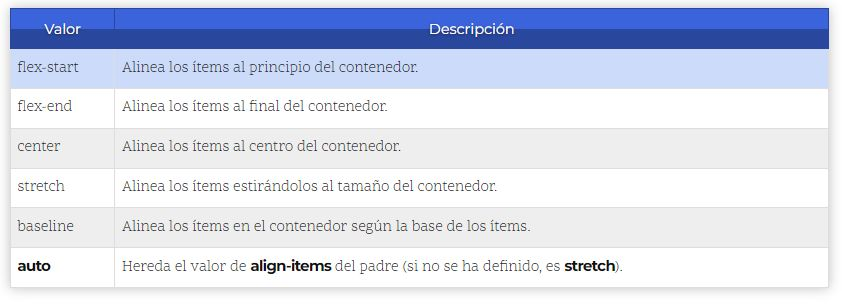 Valor Descripción
flex-start Alinea los ítems al principio del contenedor.
flex-end Alinea los ítems al final del contenedor.
center Alinea los ítems al centro del contenedor.
stretch Alinea los ítems estirándolos al tamaño del contenedor.
baseline Alinea los ítems en el contenedor según la base de los ítems.
auto Hereda el valor de align-items del padre (si no se ha definido, es stretch).